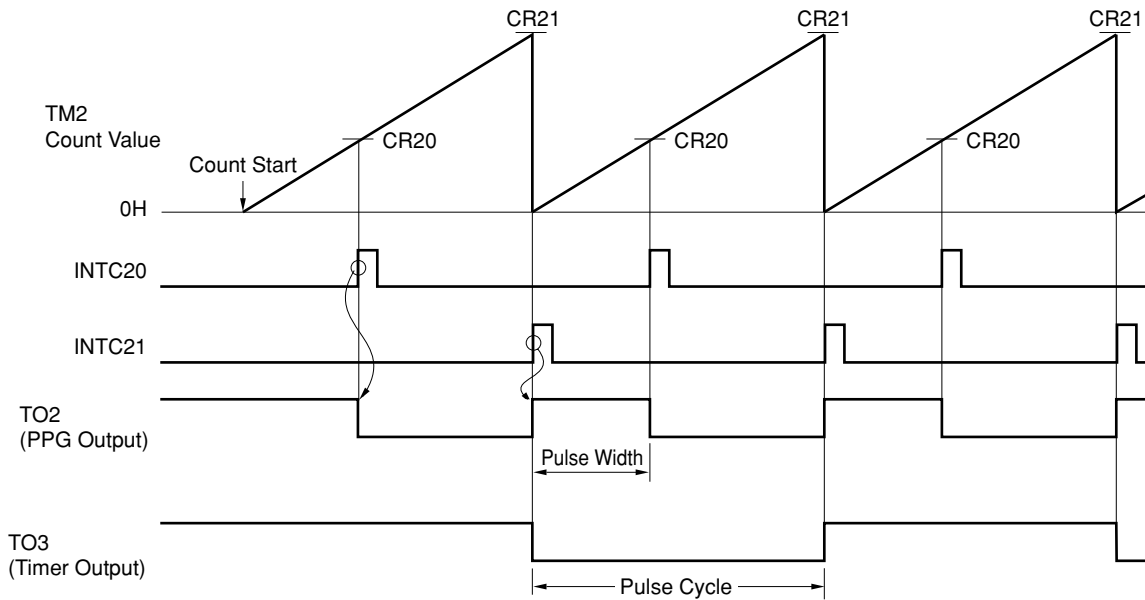 CR21 CR21 CR21
TM2
Count Value
CR20 CR20 CR20
Count Start
0H
INTC20
INTC21
TO2
(PPG Output)
Pulse Width
TO3
(Timer Output)
Pulse Cycle